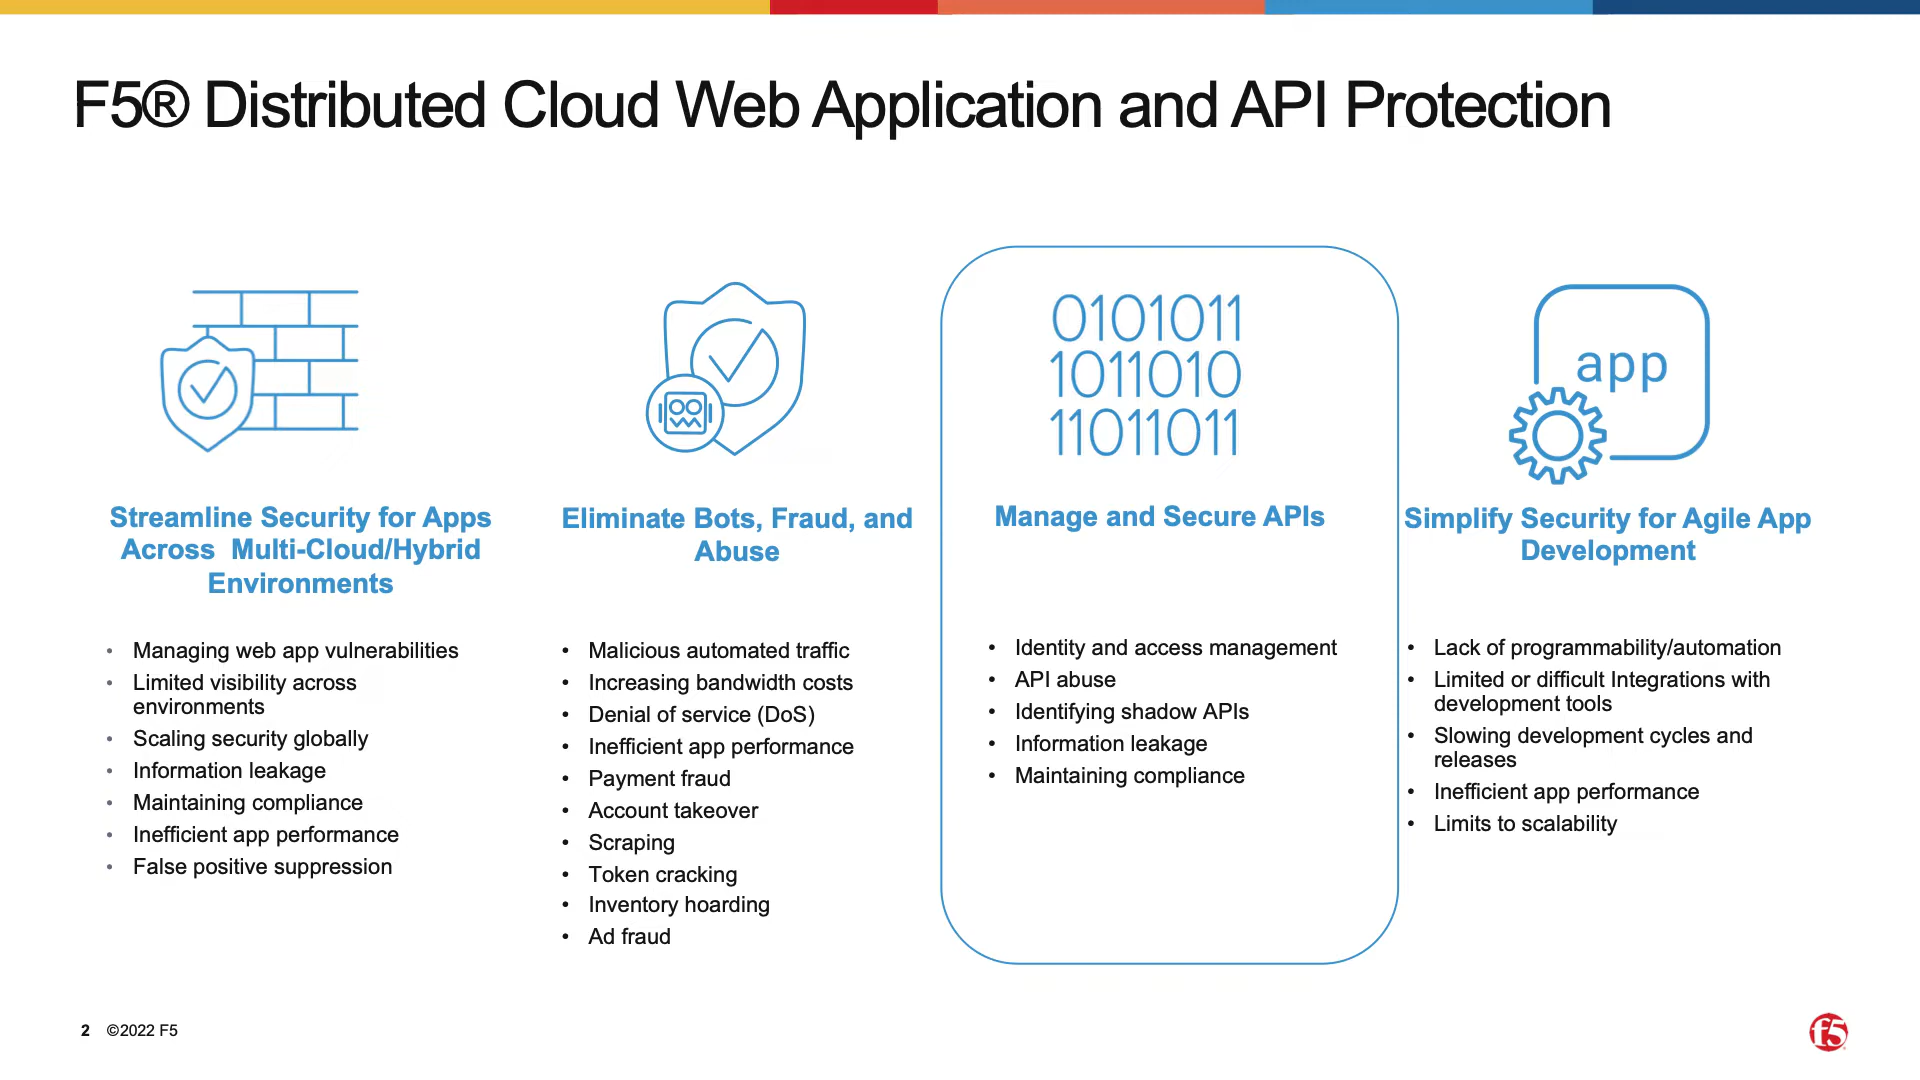 F5® Distributed Cloud Web Application and API Protection
0101011
1011010
11011011
app
Streamline Security for Apps
Across  Multi-Cloud/Hybrid
Environments
• Managing web app vulnerabilities
• Limited visibility across
environments
• Scaling security globally
• Information leakage
• Maintaining compliance
• Inefficient app performance
• False positive suppression
Eliminate Bots, Fraud, and
Abuse
• Malicious automated traffic
• Increasing bandwidth costs
• Denial of service (DoS)
• Inefficient app performance
• Payment fraud
• Account takeover
• Scraping
• Token cracking
• Inventory hoarding
• Ad fraud
Manage and Secure APIs
• Identity and access management
• API abuse
• Identifying shadow APIs
• Information leakage
• Maintaining compliance
Simplify Security for Agile App
Development
• Lack of programmability/automation
• Limited or difficult Integrations with
development tools
• Slowing development cycles and
releases
• Inefficient app performance
• Limits to scalability
2 ©2022 F5
f5